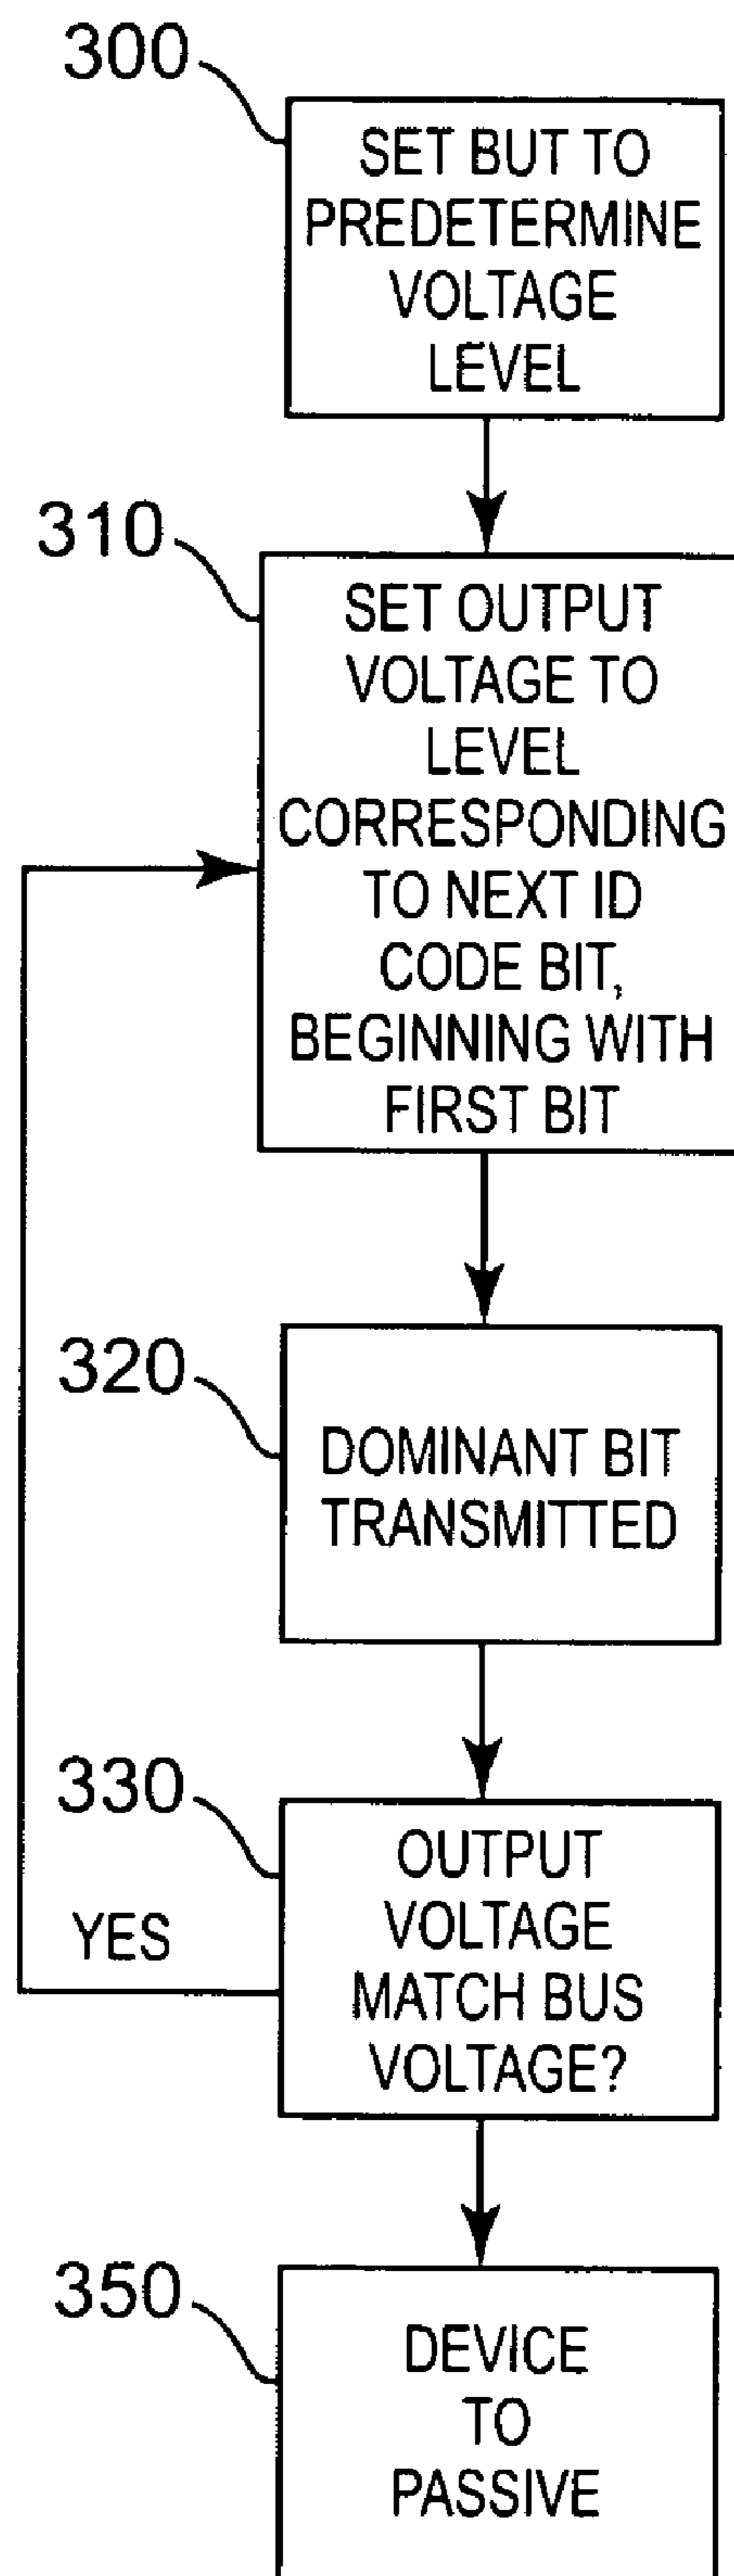 300
SET BUT TO
PREDETERMINE
VOLTAGE
LEVEL
310
SET OUTPUT
VOLTAGE TO
LEVEL
CORRESPONDING
TO NEXT ID
CODE BIT,
BEGINNING WITH
FIRST BIT
320
DOMINANT BIT
TRANSMITTED
330
OUTPUT
VOLTAGE
MATCH BUS
VOLTAGE?
YES
350
DEVICE
TO
PASSIVE